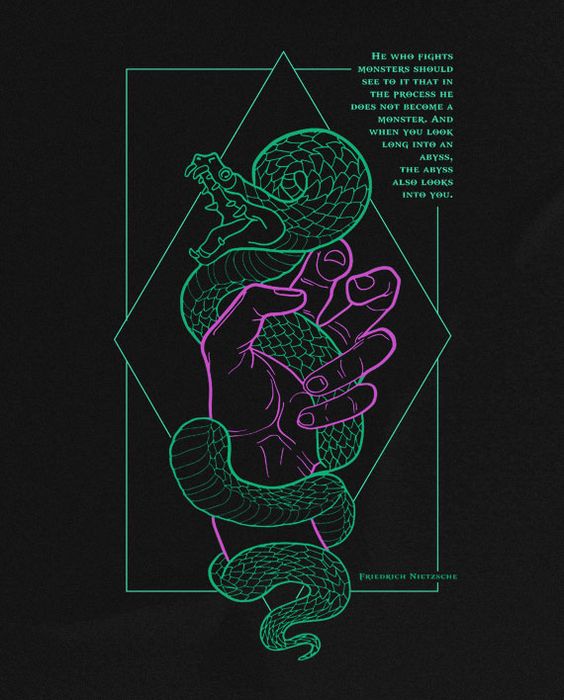 He who fights
monsters should
see to it that in
the process he
does not become a
monster. And
when you look
long into an
abyss,
the abyss
also looks
into you.
Friedrich Nietzsche